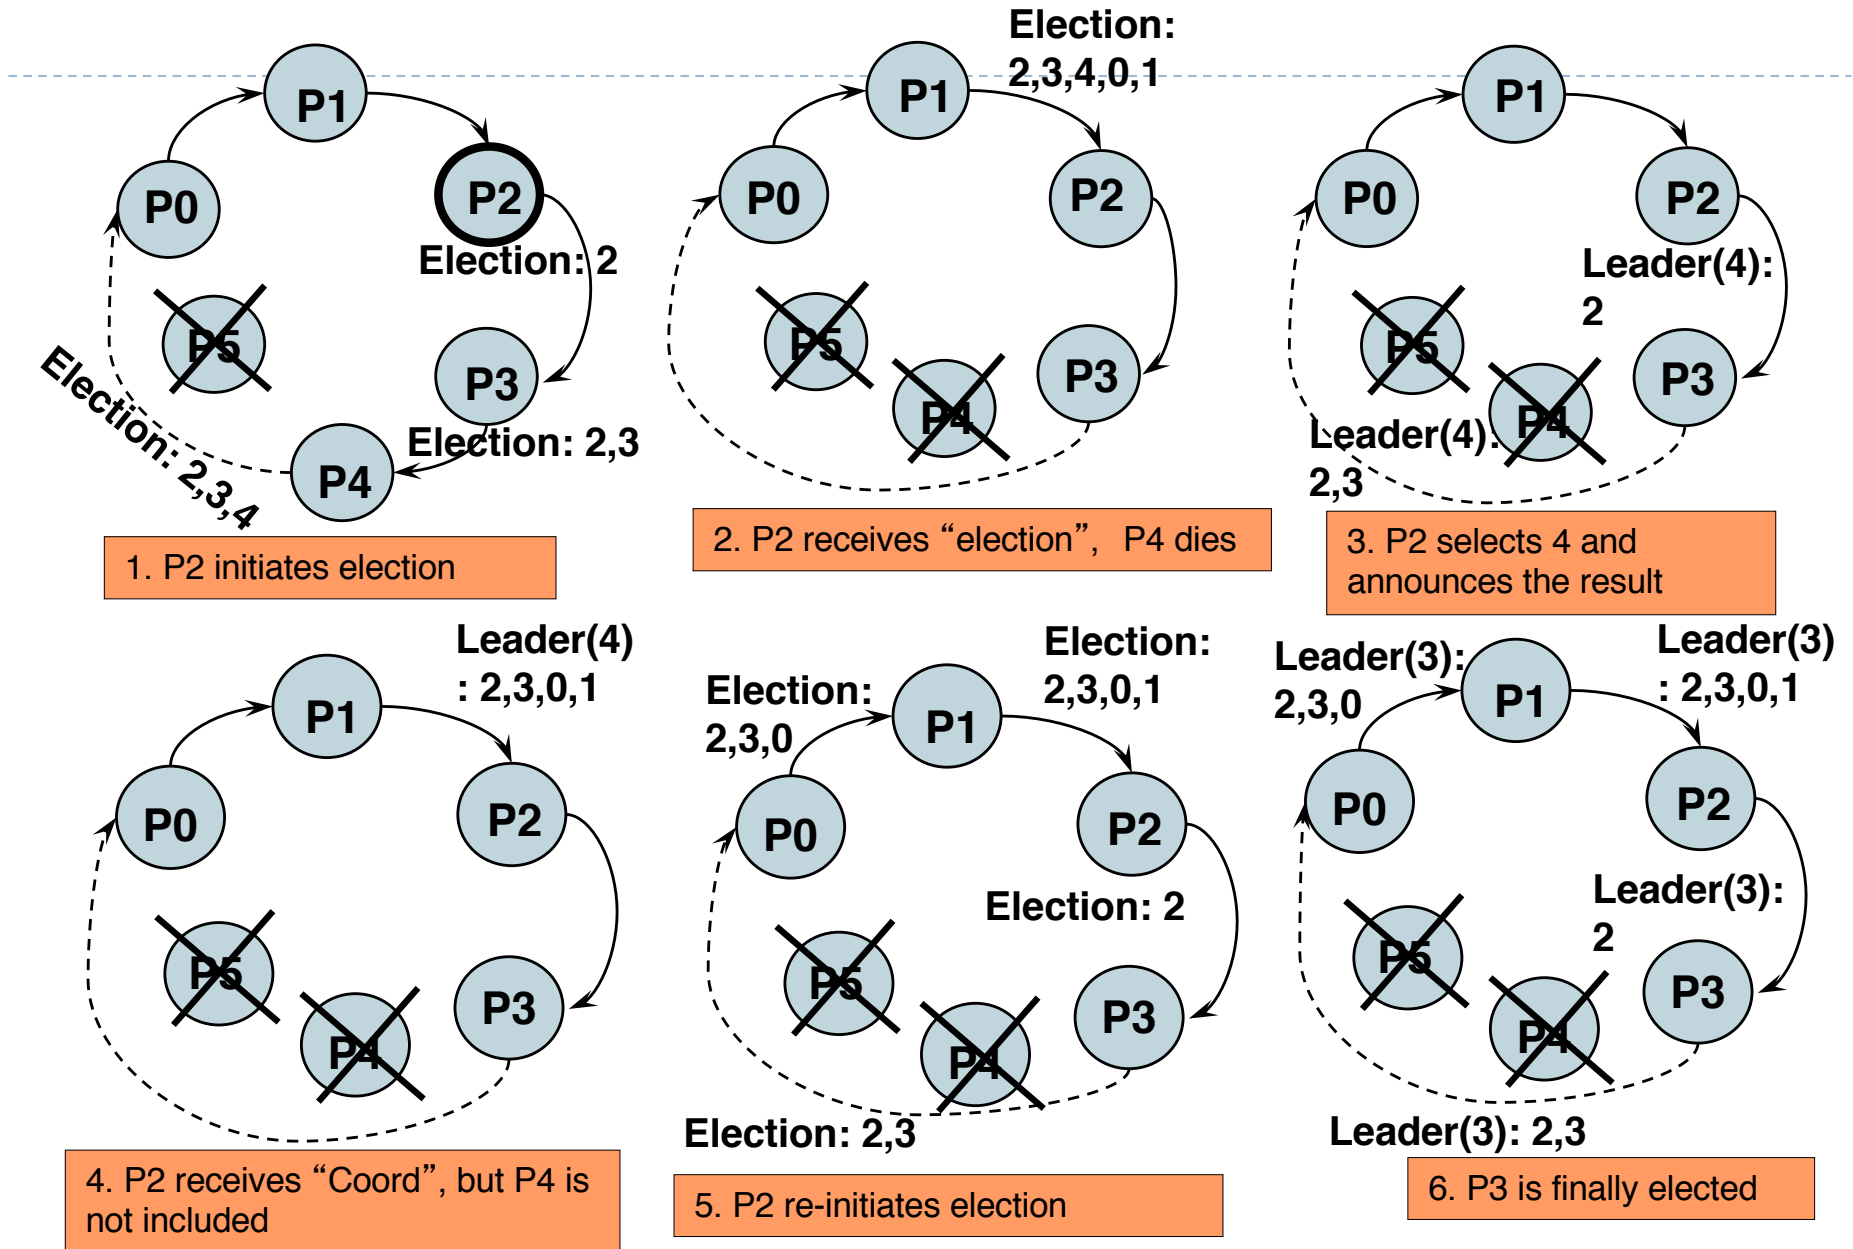 P1
P0
P2
Election: 2
P5
P3
Election: 2,3
P4
Election: 2,3,4
1. P2 initiates election
Election:
2,3,4,0,1
P1
P0
P2
P5
P4
P3
2. P2 receives “election”, P4 dies
P1
P0
P2
Leader(4):
2
P5
P4
P3
Leader(4):
2,3
3. P2 selects 4 and
announces the result
Leader(4)
: 2,3,0,1
P1
P0
P2
P5
P4
P3
4. P2 receives “Coord”, but P4 is
not included
Election:
2,3,0
Election:
2,3,0,1
P1
P0
P2
Election: 2
P5
P4
P3
Election: 2,3
5. P2 re-initiates election
Leader(3):
2,3,0
Leader(3)
: 2,3,0,1
P1
P0
P2
Leader(3):
2
P5
P4
P3
Leader(3): 2,3
6. P3 is finally elected